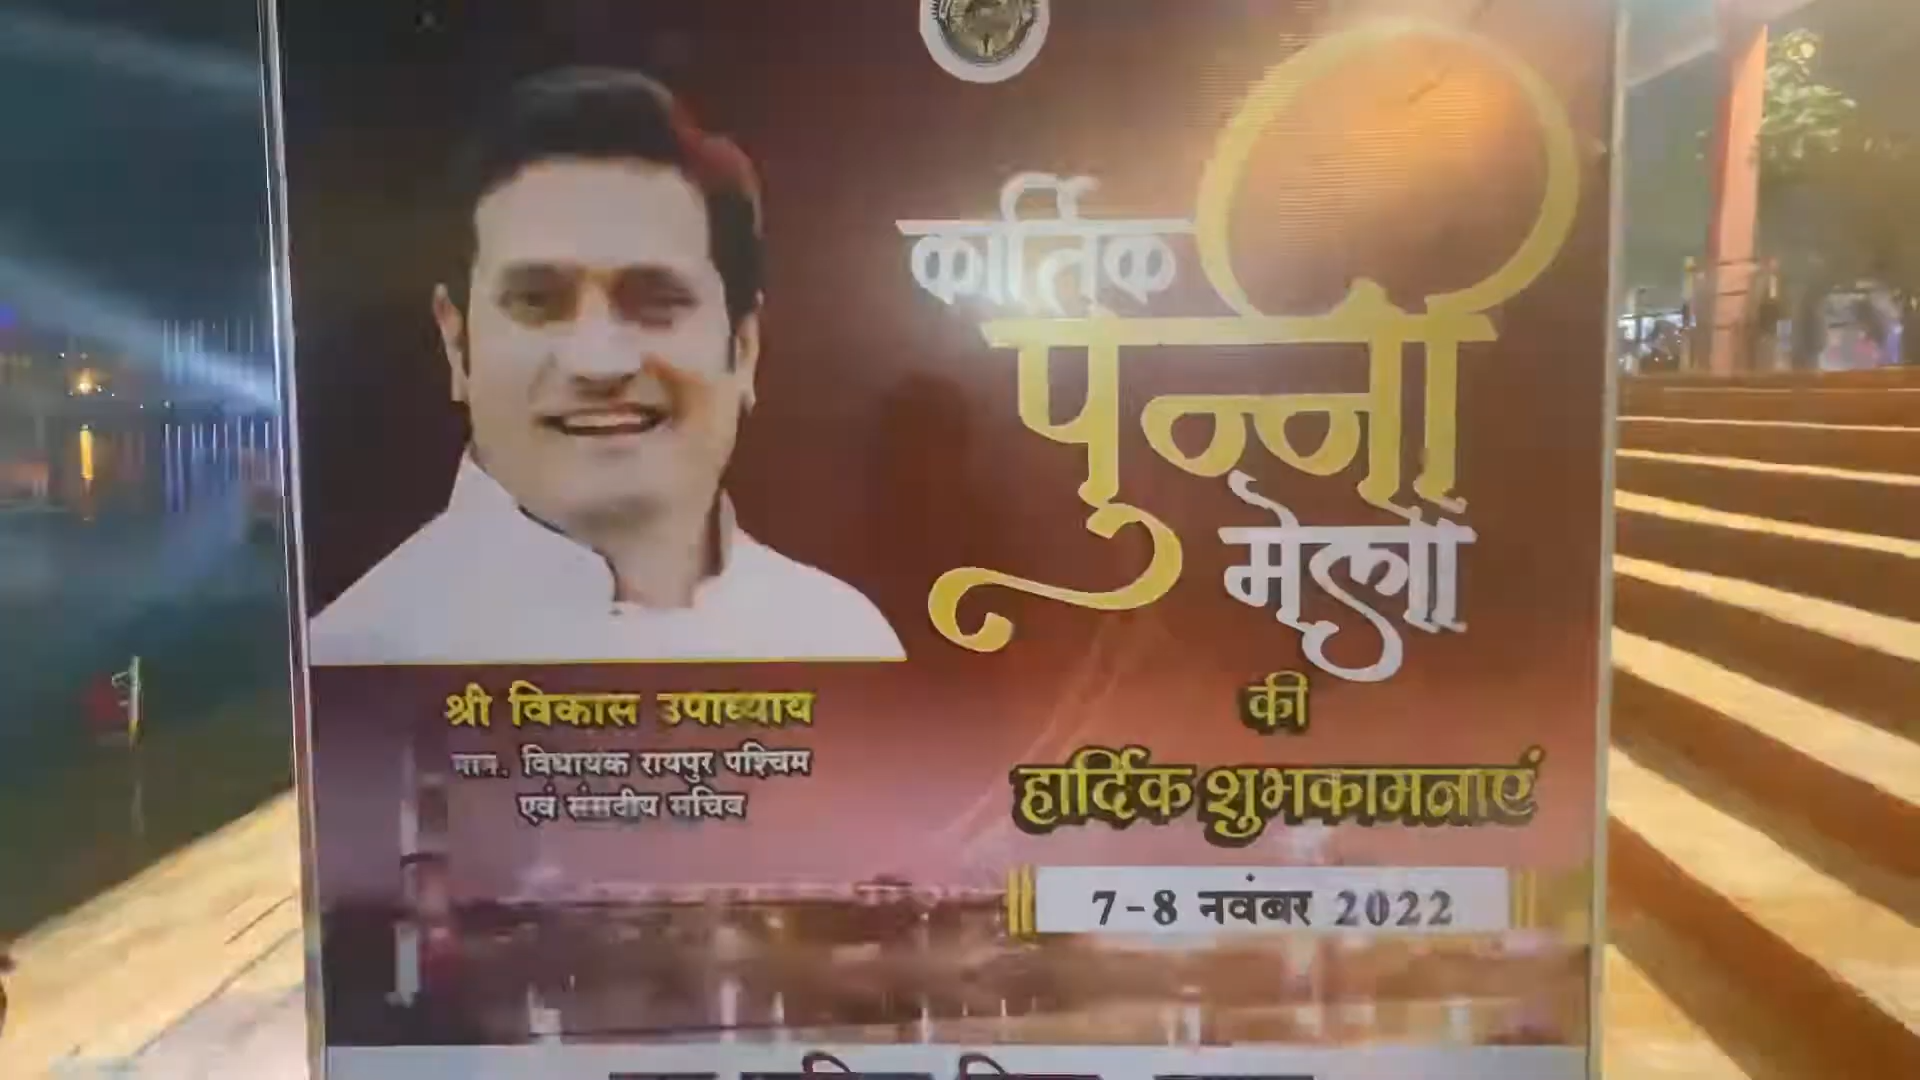 कार्तिक
पुन्नी
मेला
की
हार्दिक शुभकामनाएं
7-8 नवंबर 2022
श्री विकास उपाध्याय
मान. विधायक रायपुर पश्चिम
एवं संसदीय सचिव